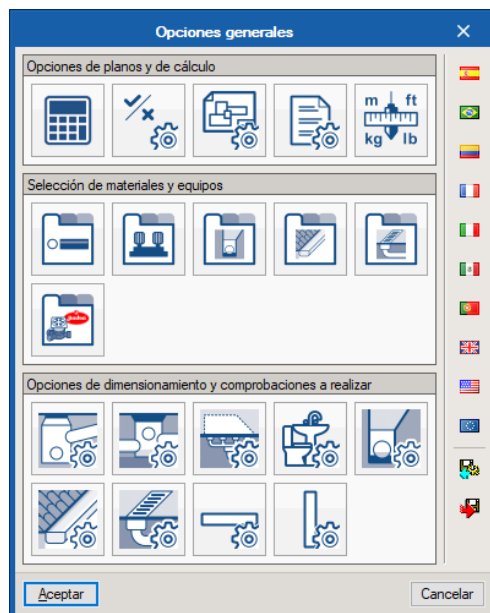 Opciones generales
Opciones de planos y de cálculo
m ft
kg lb
Selección de materiales y equipos
Opciones de dimensionamiento y comprobaciones a realizar
Aceptar
Cancelar